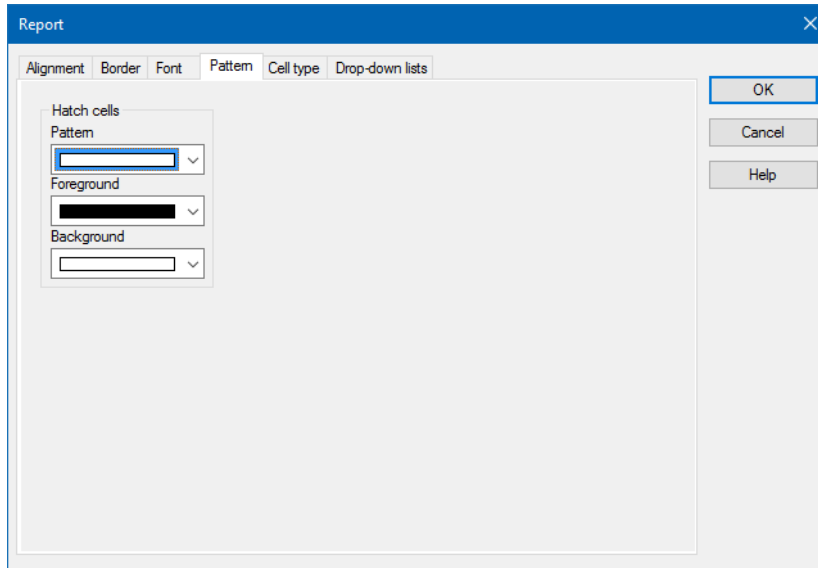 Report
Alignment Border Font Pattern Cell type Drop-down lists
OK
Hatch cells
Pattern
Cancel
Help
Foreground
Background